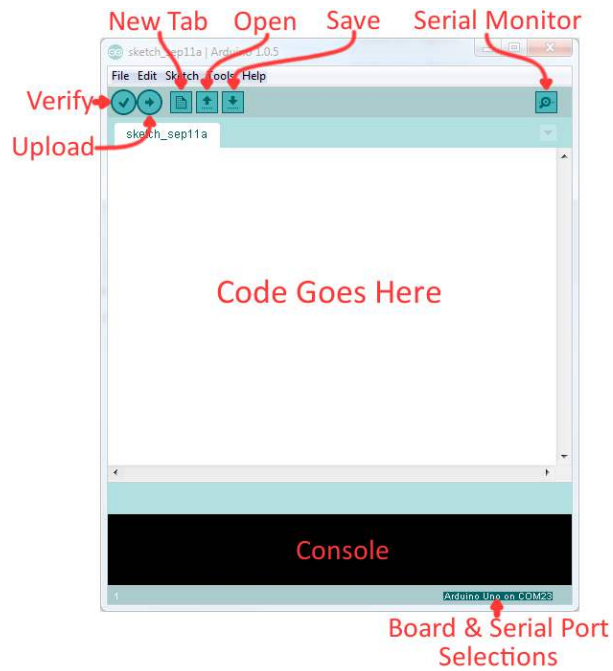 New Tab Open Save Serial Monitor
sketch_sep11a | Arduino 1.0.5
File Edit Sketch Tools Help
Verify
Upload
sketch_sep11a
Code Goes Here
Console
1 Arduino Uno on COM23
Board & Serial Port
Selections